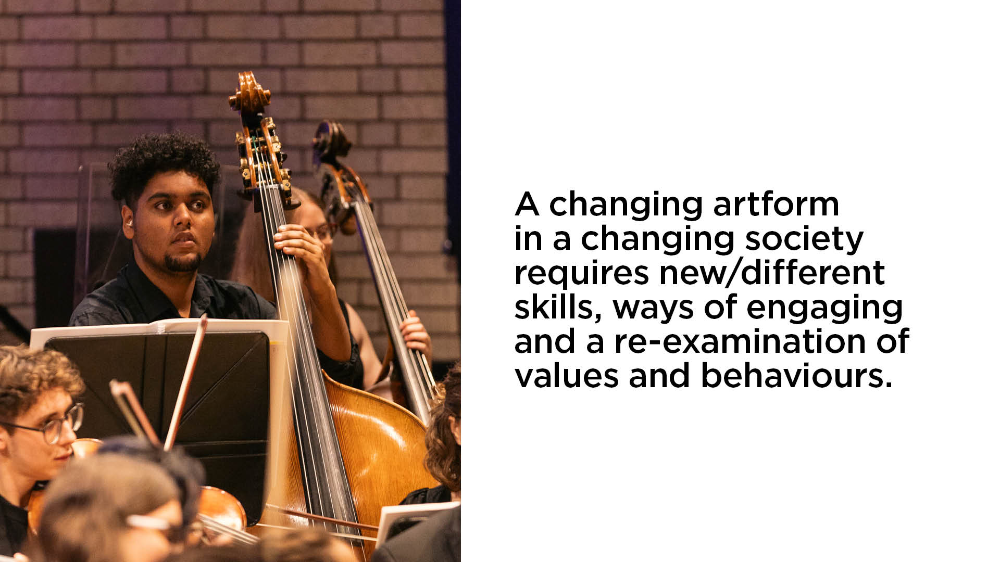 A changing artform
in a changing society
requires new/different
skills, ways of engaging
and a re-examination of
values and behaviours.